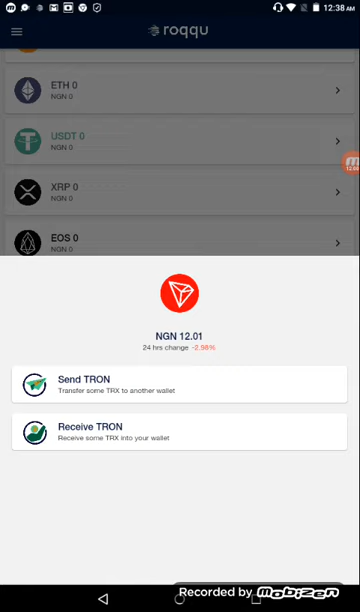 12:38 AM
roqqu
ETH 0
NGN 0
USDT 0
NGN 0
XRP 0
NGN 0
EOS 0
NGN 0
NGN 12.01
24 hrs change -2.98%
Send TRON
Transfer some TRX to another wallet
Receive TRON
Receive some TRX into your wallet
Recorded by mobizen